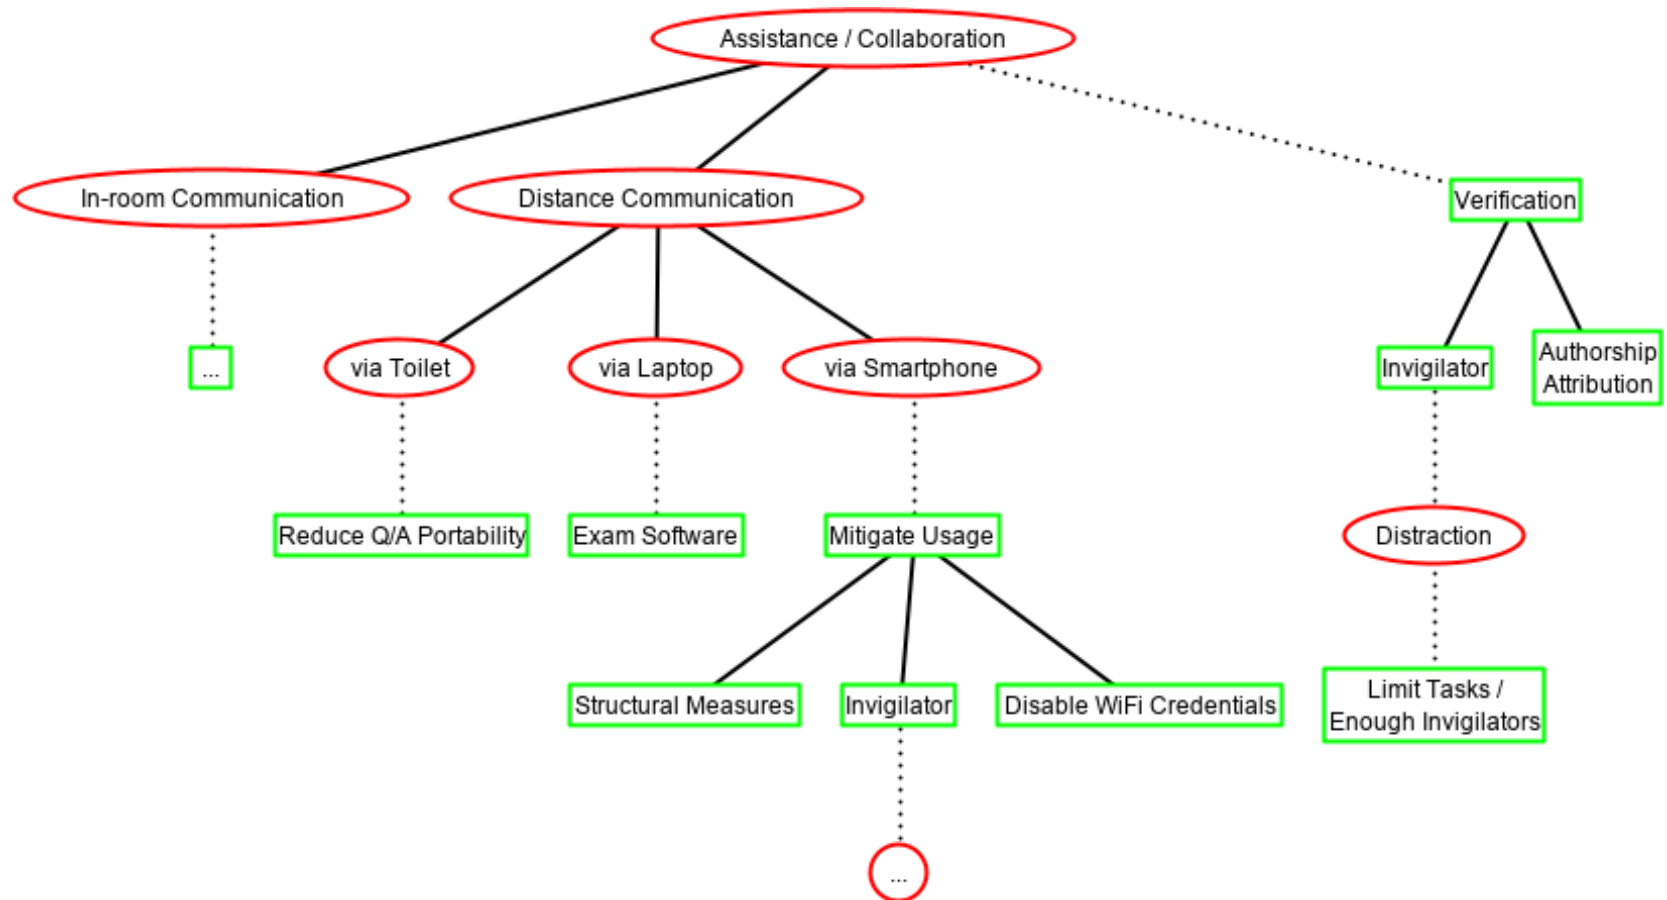 Assistance / Collaboration
In-room Communication
Distance Communication
Verification
...
via Toilet
via Laptop
via Smartphone
Invigilator
Authorship
Attribution
Reduce Q/A Portability
Exam Software
Mitigate Usage
Distraction
Structural Measures
Invigilator
Disable WiFi Credentials
Limit Tasks /
Enough Invigilators
...